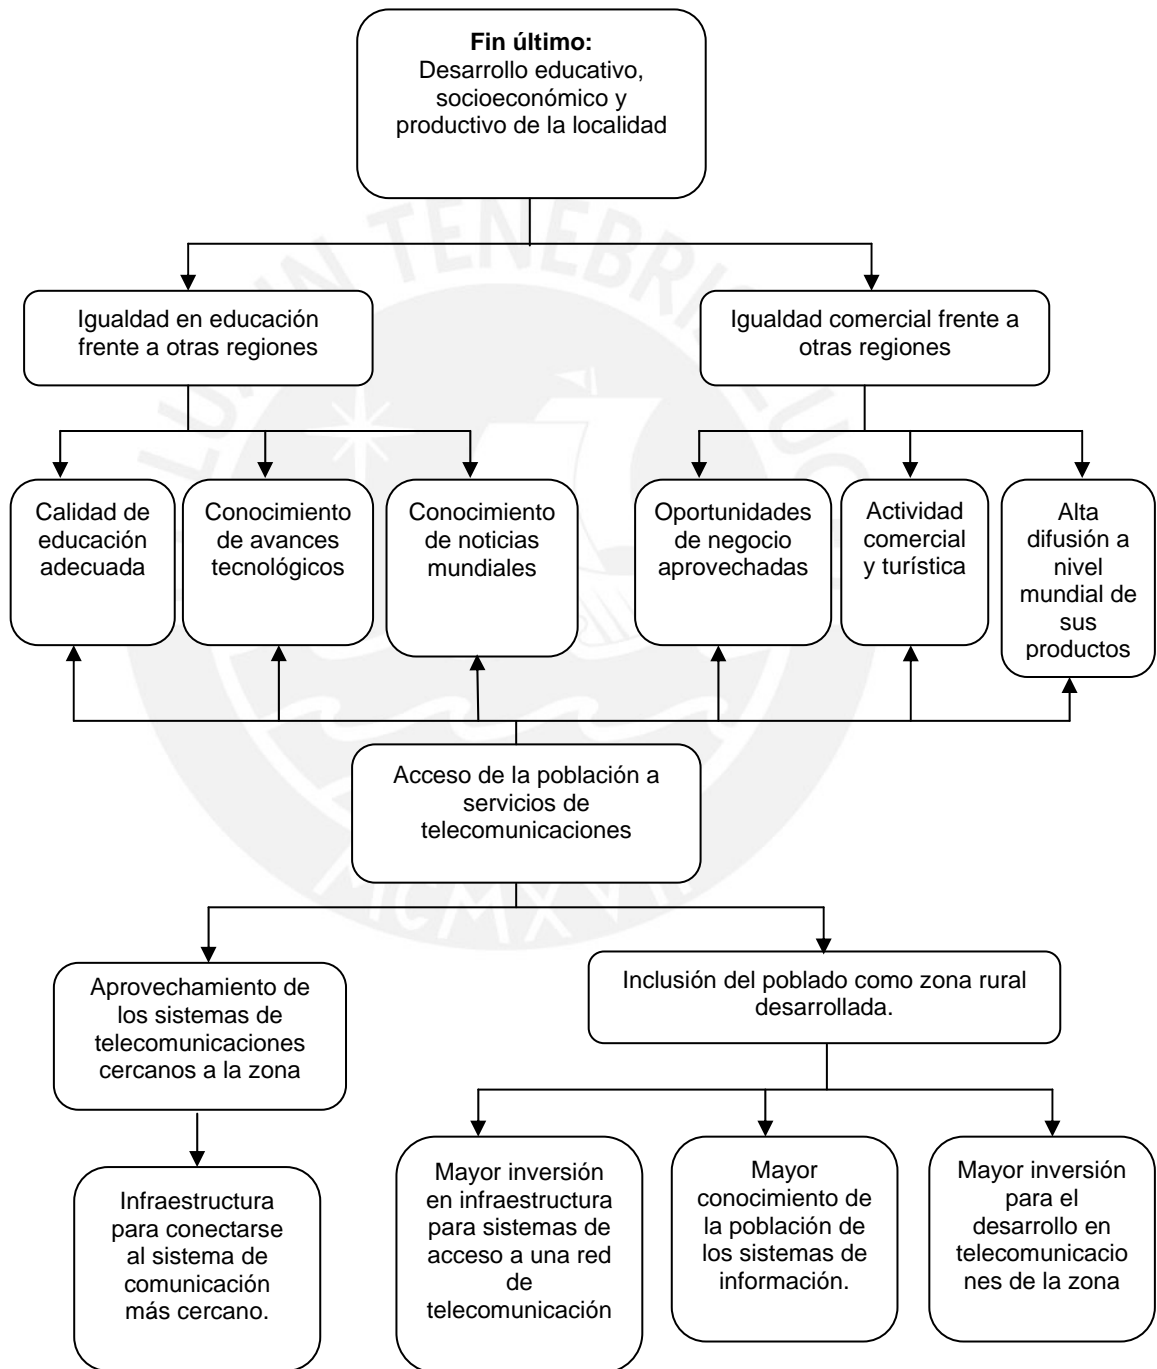 Fin último:
Desarrollo educativo,
socioeconómico y
productivo de la localidad
Igualdad en educación
frente a otras regiones
Igualdad comercial frente a
otras regiones
Calidad de
educación
adecuada
Conocimiento
de avances
tecnológicos
Conocimiento
de noticias
mundiales
Oportunidades
de negocio
aprovechadas
Actividad
comercial
y turística
Alta
difusión a
nivel
mundial de
sus
productos
Acceso de la población a
servicios de
telecomunicaciones
Aprovechamiento de
los sistemas de
telecomunicaciones
cercanos a la zona
Inclusión del poblado como zona rural
desarrollada.
Infraestructura
para conectarse
al sistema de
comunicación
más cercano.
Mayor inversión
en infraestructura
para sistemas de
acceso a una red
de
telecomunicación
Mayor
conocimiento de
la población de
los sistemas de
información.
Mayor inversión
para el
desarrollo en
telecomunicacio
nes de la zona